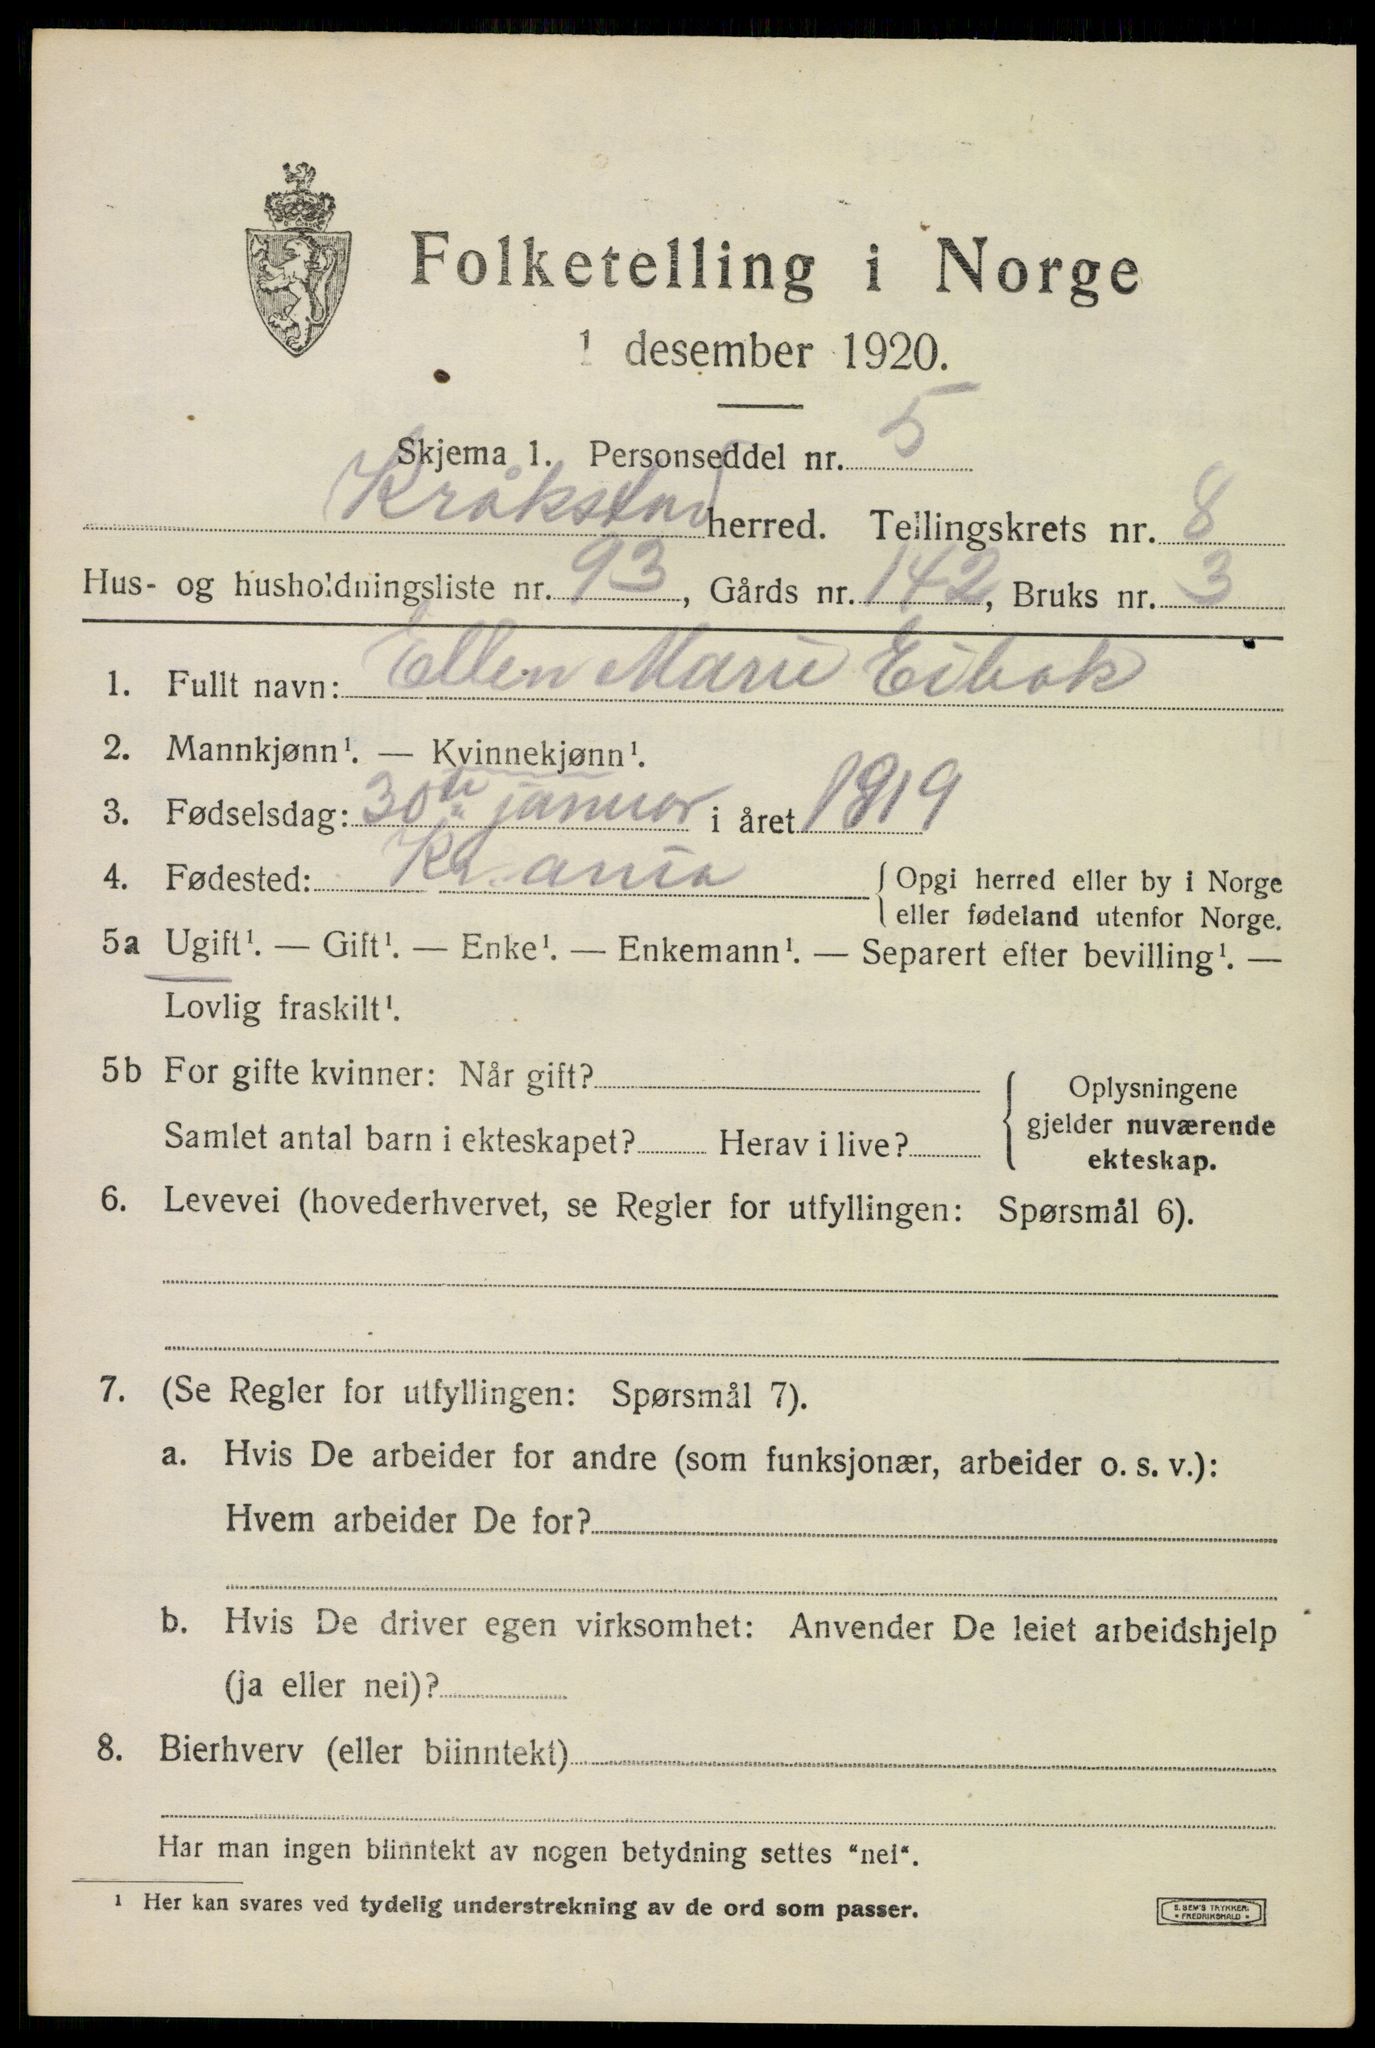 Folketelling i Norge
1 desember 1920.
Skjema 1. Personseddel nr. 5
Kråkstad herred. Tellingskrets nr. 8
Hus- og husholdningsliste nr. 93, Gårds nr. 142, Bruks nr. 3
1. Fullt navn: Ellen Marie Eibak
2. Mannkjønn¹. — Kvinnekjønn¹.
3. Fødselsdag: 30te januar i året 1919
4. Fødested: Kr.ania { Opgi herred eller by i Norge
eller fødeland utenfor Norge.
5a Ugift¹. — Gift¹. — Enke¹. — Enkemann¹. — Separert efter bevilling¹. —
Lovlig fraskilt¹.
5b For gifte kvinner: Når gift?
Samlet antal barn i ekteskapet? Herav i live?
{ Oplysningene
gjelder nuværende
ekteskap.
6. Levevei (hovederhvervet, se Regler for utfyllingen: Spørsmål 6).
7. (Se Regler for utfyllingen: Spørsmål 7).
a. Hvis De arbeider for andre (som funksjonær, arbeider o. s. v.):
Hvem arbeider De for?
b. Hvis De driver egen virksomhet: Anvender De leiet arbeidshjelp
(ja eller nei)?
8. Bierhverv (eller biinntekt)
Har man ingen biinntekt av nogen betydning settes "nei".
¹ Her kan svares ved tydelig understrekning av de ord som passer.
E. SEM'S TRYKKERI
* FREDRIKSHALD *